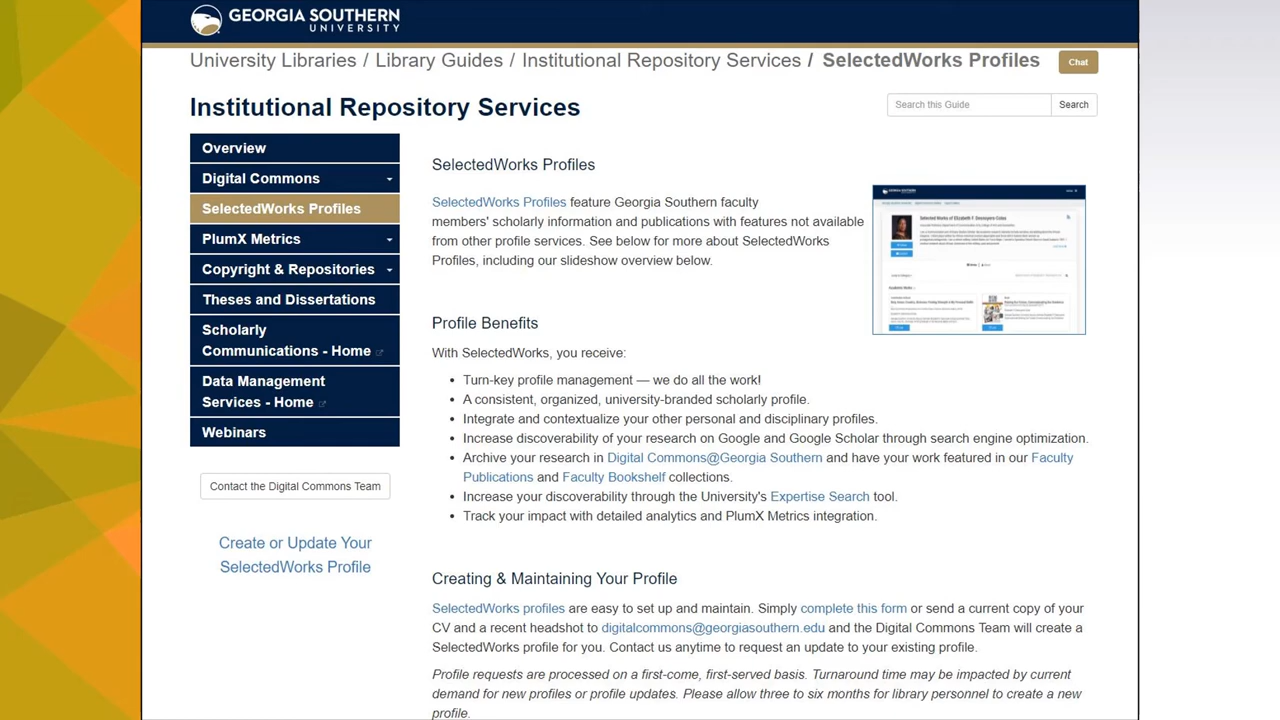 GEORGIA SOUTHERN
UNIVERSITY
University Libraries / Library Guides / Institutional Repository Services / SelectedWorks Profiles
Chat
Institutional Repository Services
Search this Guide
Search
Overview
Digital Commons
SelectedWorks Profiles
PlumX Metrics
Copyright & Repositories
Theses and Dissertations
Scholarly
Communications - Home
Data Management
Services - Home
Webinars
Contact the Digital Commons Team
Create or Update Your
SelectedWorks Profile
SelectedWorks Profiles
SelectedWorks Profiles feature Georgia Southern faculty
members' scholarly information and publications with features not available
from other profile services. See below for more about SelectedWorks
Profiles, including our slideshow overview below.
GEORGIA SOUTHERN
Profile Benefits
With SelectedWorks, you receive:
• Turn-key profile management — we do all the work!
• A consistent, organized, university-branded scholarly profile.
• Integrate and contextualize your other personal and disciplinary profiles.
• Increase discoverability of your research on Google and Google Scholar through search engine optimization.
• Archive your research in Digital Commons@Georgia Southern and have your work featured in our Faculty
Publications and Faculty Bookshelf collections.
• Increase your discoverability through the University's Expertise Search tool.
• Track your impact with detailed analytics and PlumX Metrics integration.
Creating & Maintaining Your Profile
SelectedWorks profiles are easy to set up and maintain. Simply complete this form or send a current copy of your
CV and a recent headshot to digitalcommons@georgiasouthern.edu and the Digital Commons Team will create a
SelectedWorks profile for you. Contact us anytime to request an update to your existing profile.
Profile requests are processed on a first-come, first-served basis. Turnaround time may be impacted by current
demand for new profiles or profile updates. Please allow three to six months for library personnel to create a new
profile.